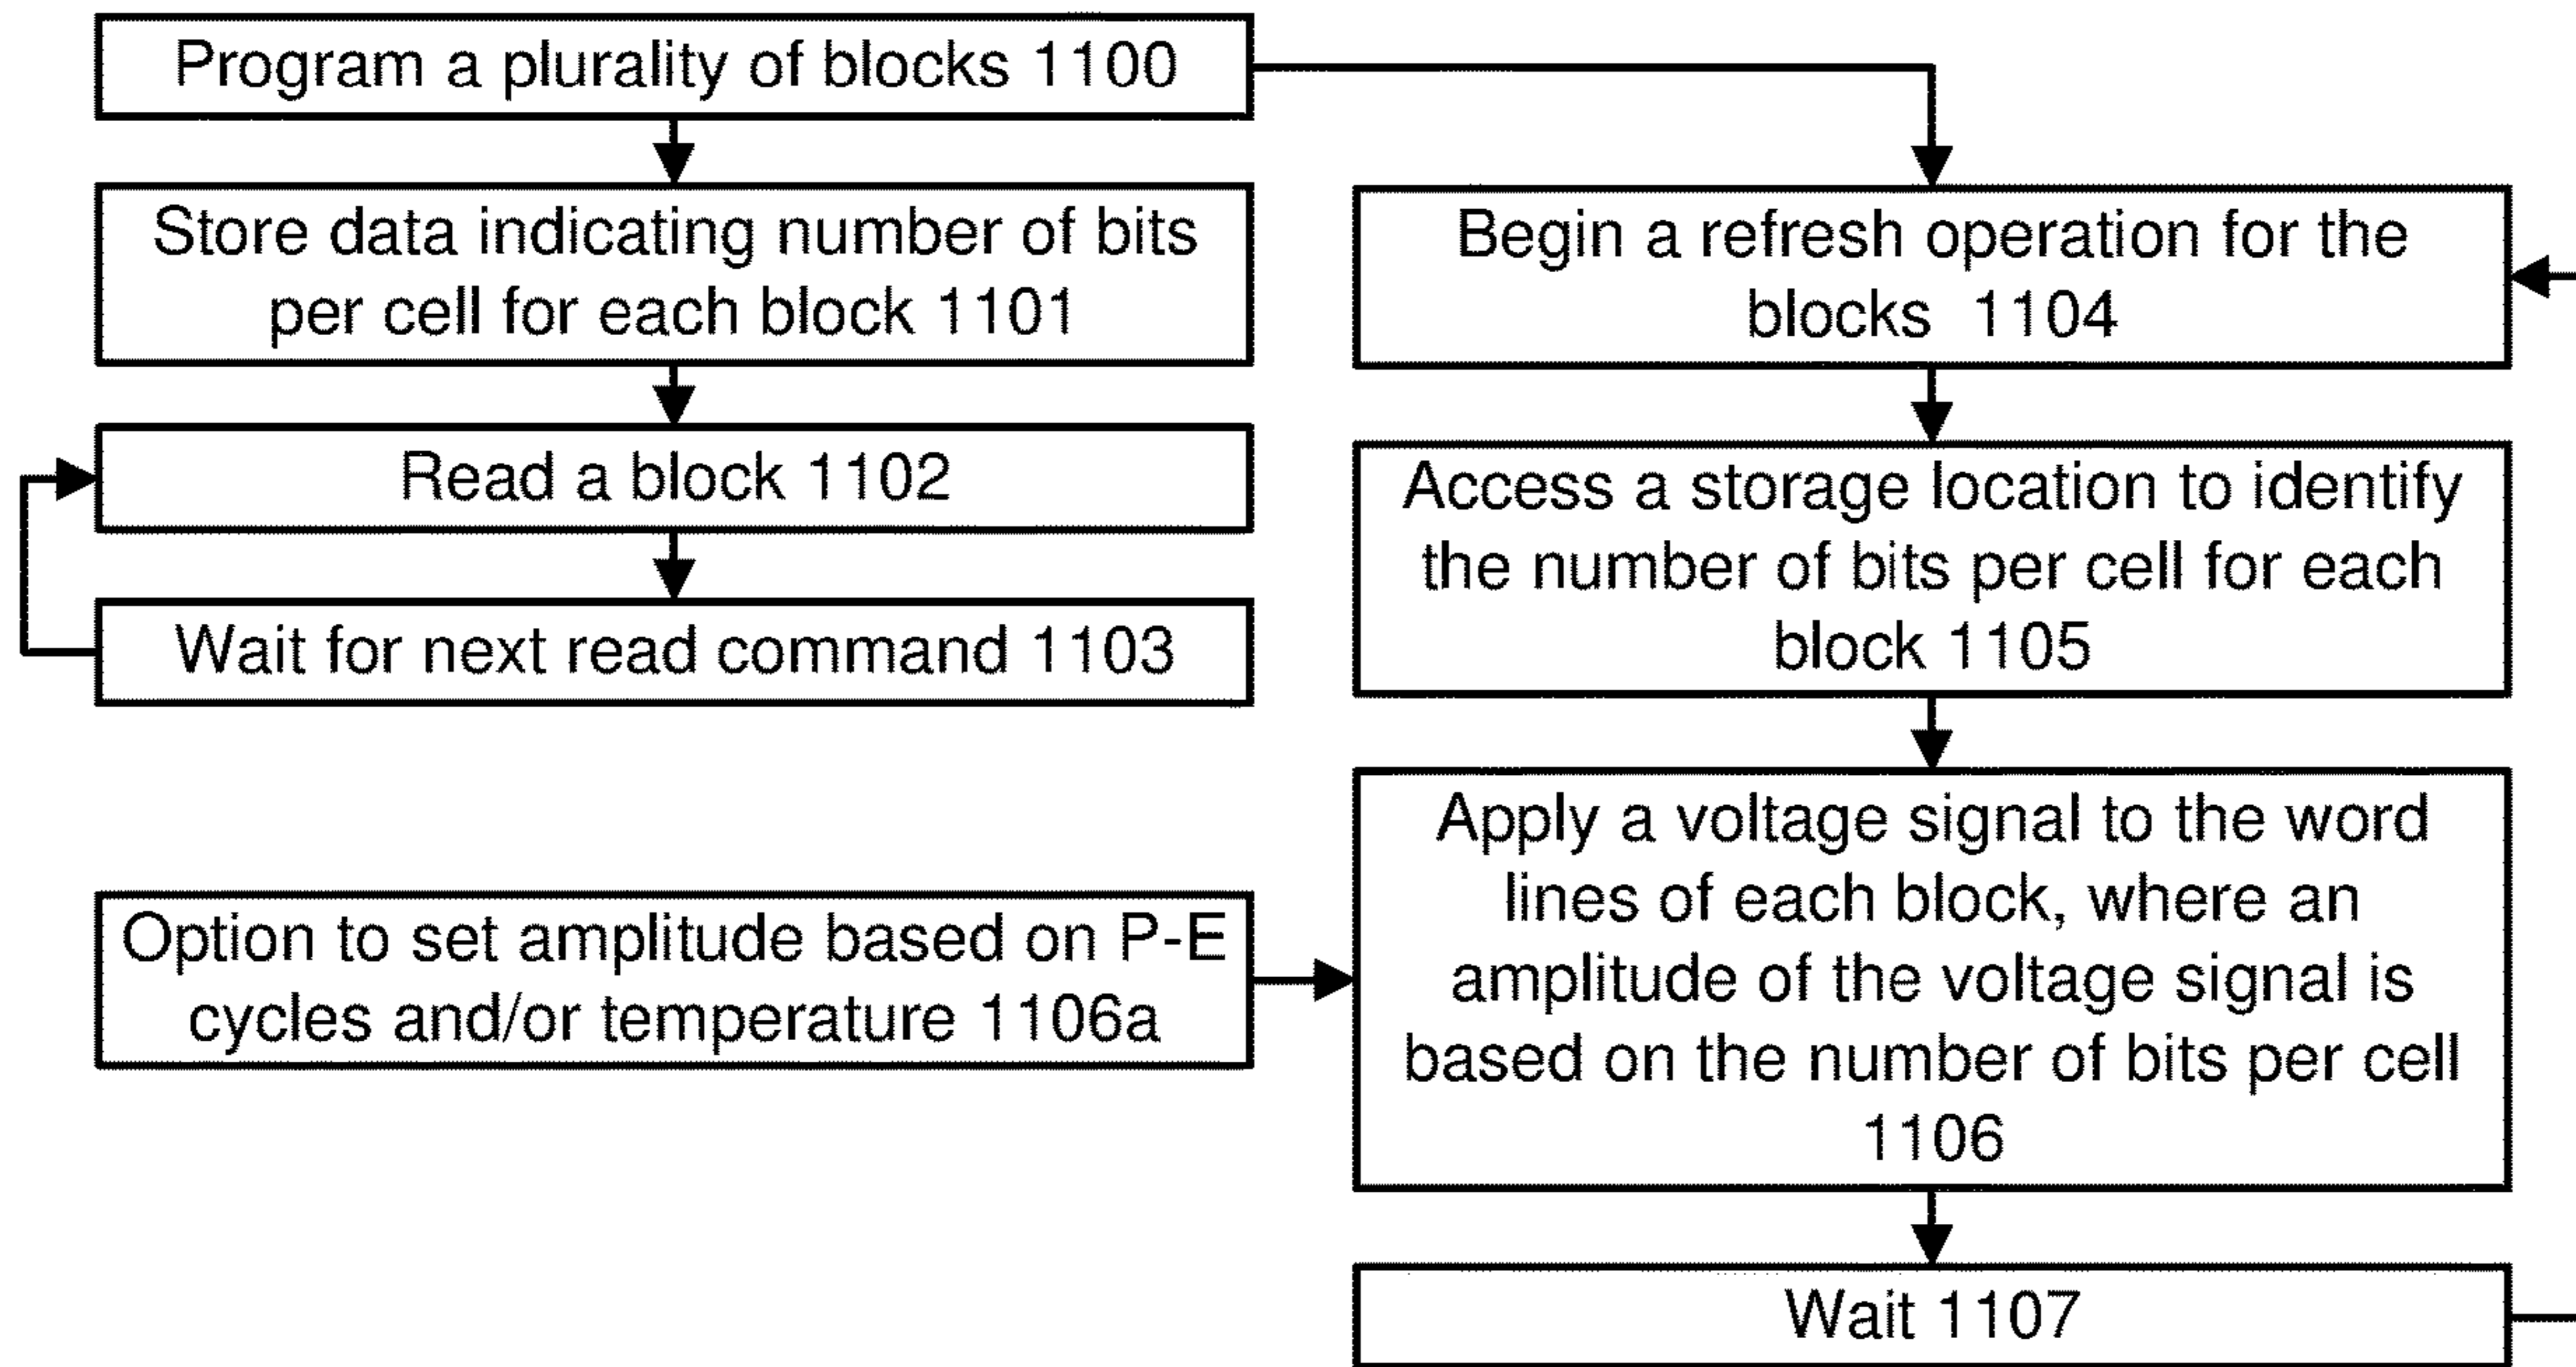 Program a plurality of blocks 1100
Store data indicating number of bits
per cell for each block 1101
Read a block 1102
Wait for next read command 1103
Option to set amplitude based on P-E
cycles and/or temperature 1106a
Begin a refresh operation for the
blocks 1104
Access a storage location to identify
the number of bits per cell for each
block 1105
Apply a voltage signal to the word
lines of each block, where an
amplitude of the voltage signal is
based on the number of bits per cell
1106
Wait 1107